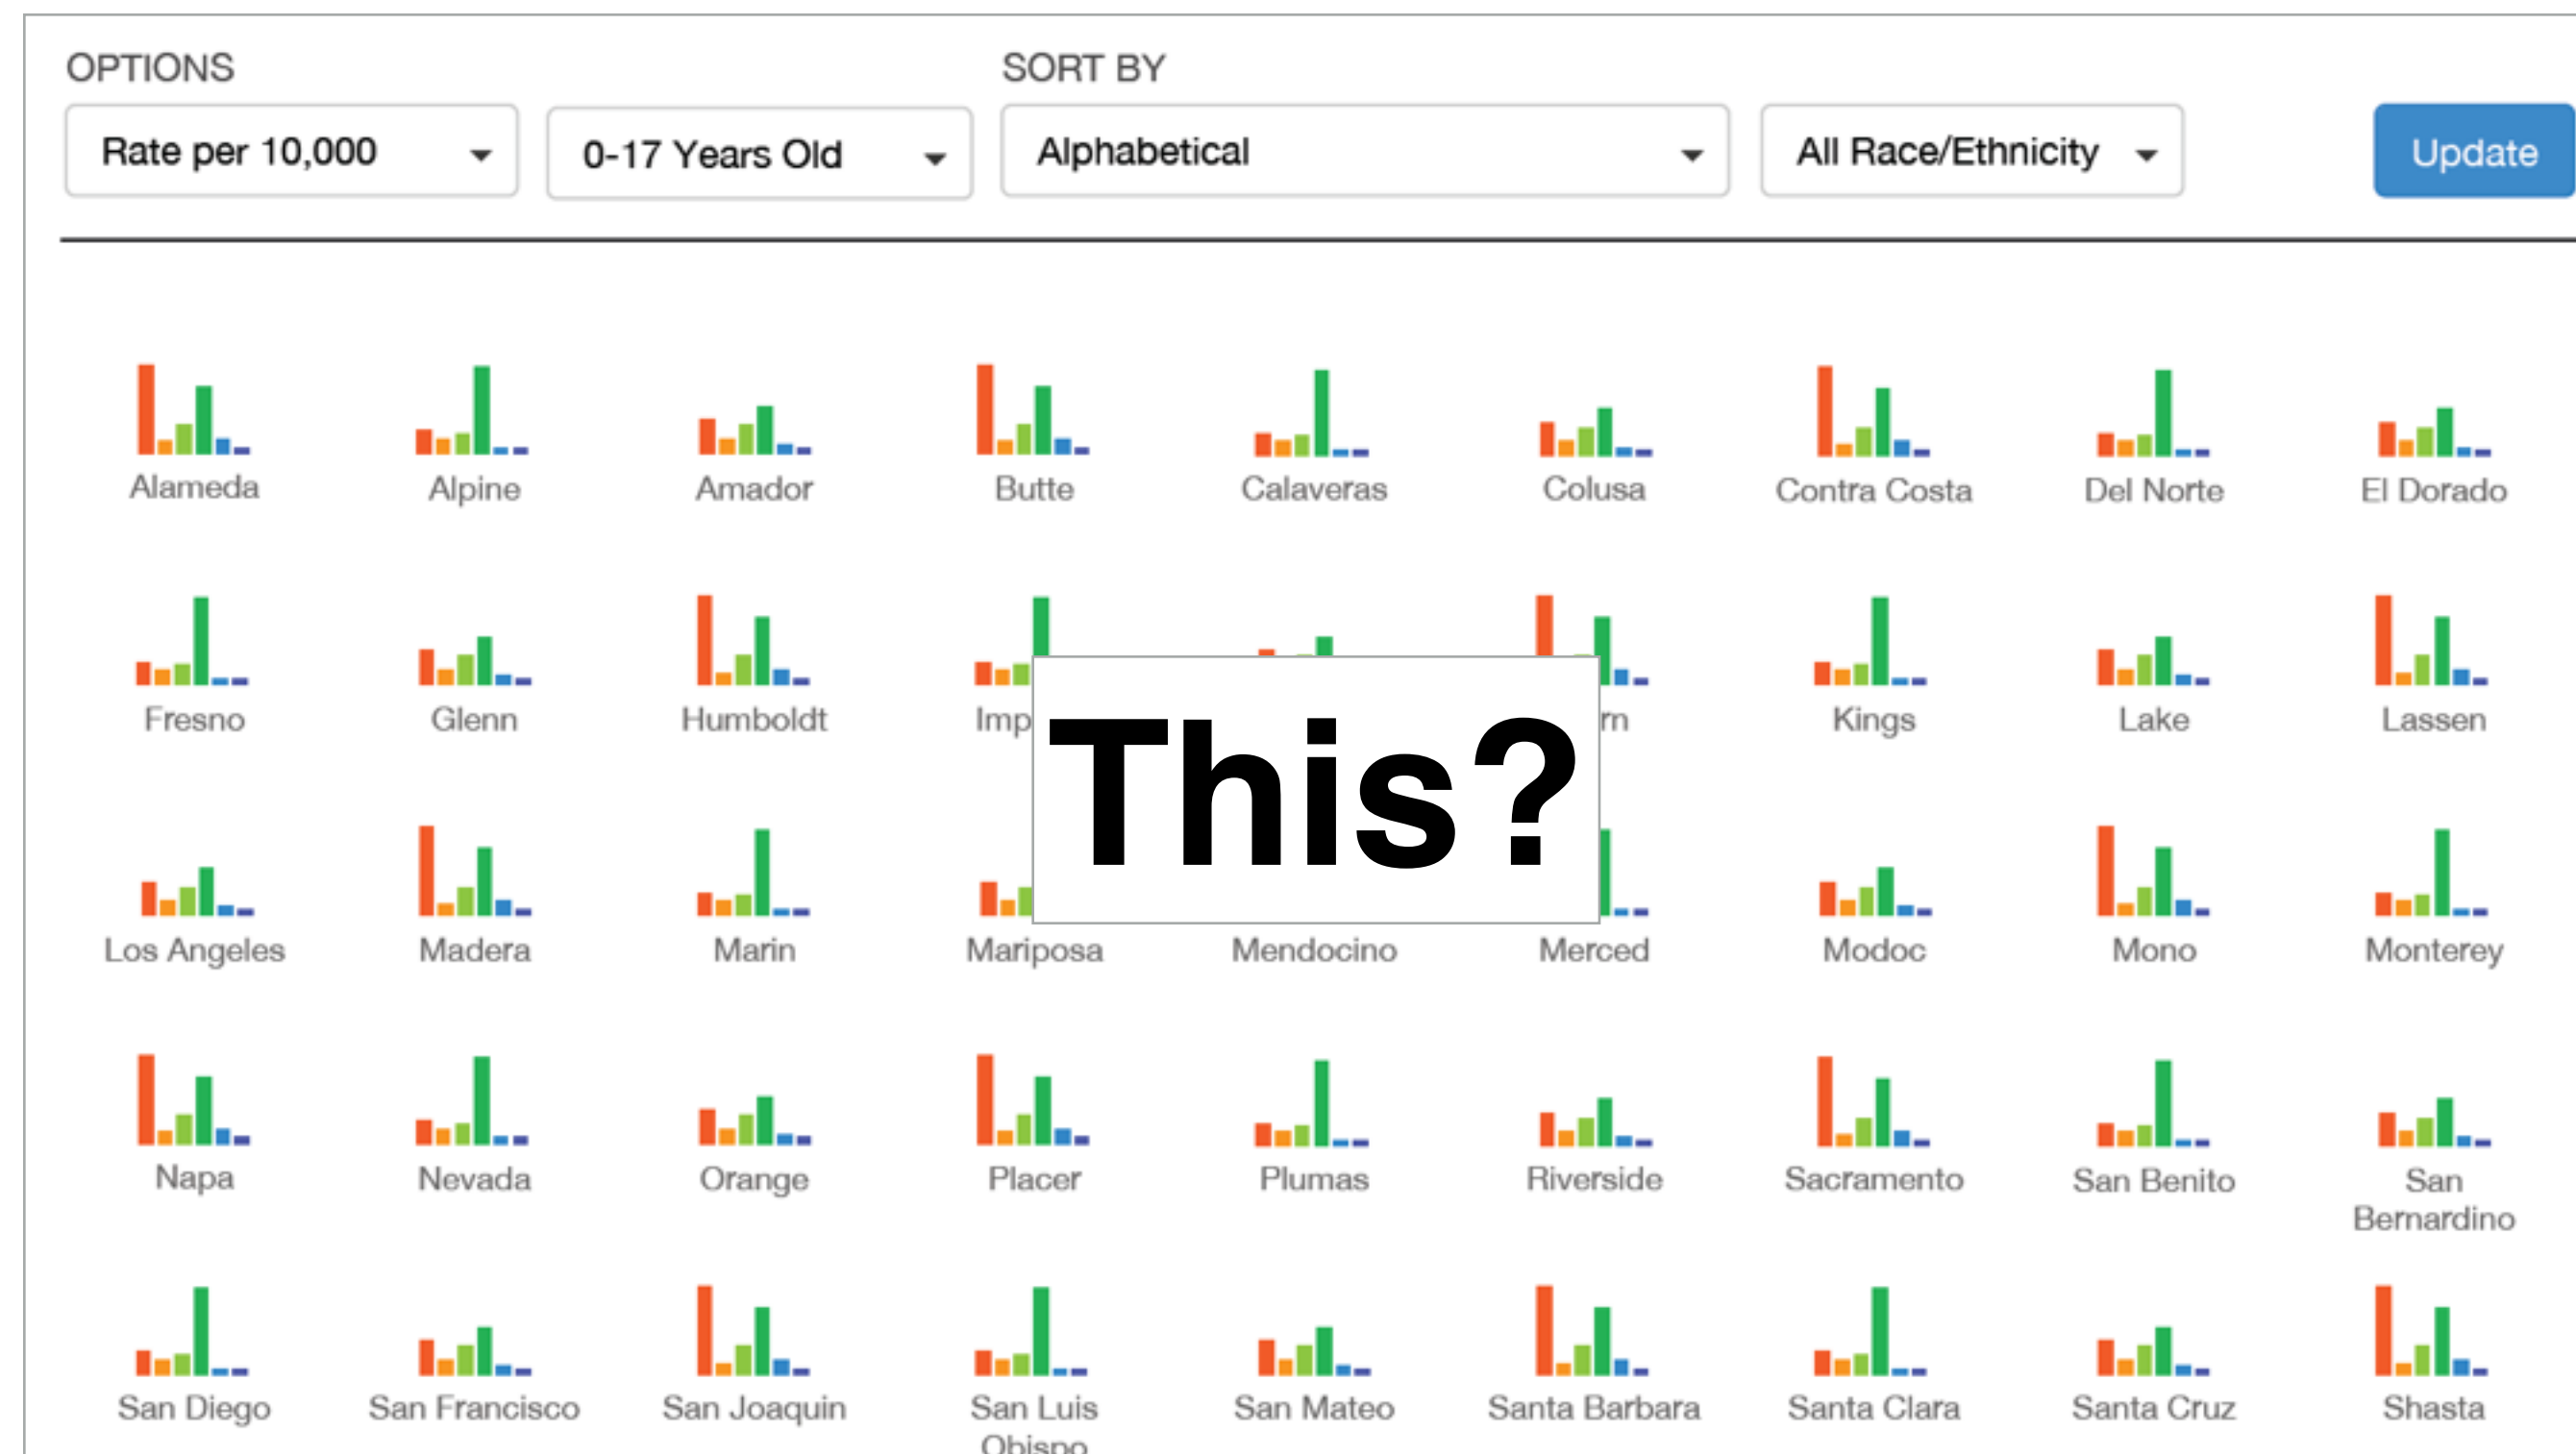 OPTIONS SORT BY
Rate per 10,000 0-17 Years Old Alphabetical All Race/Ethnicity Update
Alameda Alpine Amador Butte Calaveras Colusa Contra Costa Del Norte El Dorado
Fresno Glenn Humboldt Imp rn Kings Lake Lassen
This?
Los Angeles Madera Marin Mariposa Mendocino Merced Modoc Mono Monterey
Napa Nevada Orange Placer Plumas Riverside Sacramento San Benito San
Bernardino
San Diego San Francisco San Joaquin San Luis San Mateo Santa Barbara Santa Clara Santa Cruz Shasta
Obispo